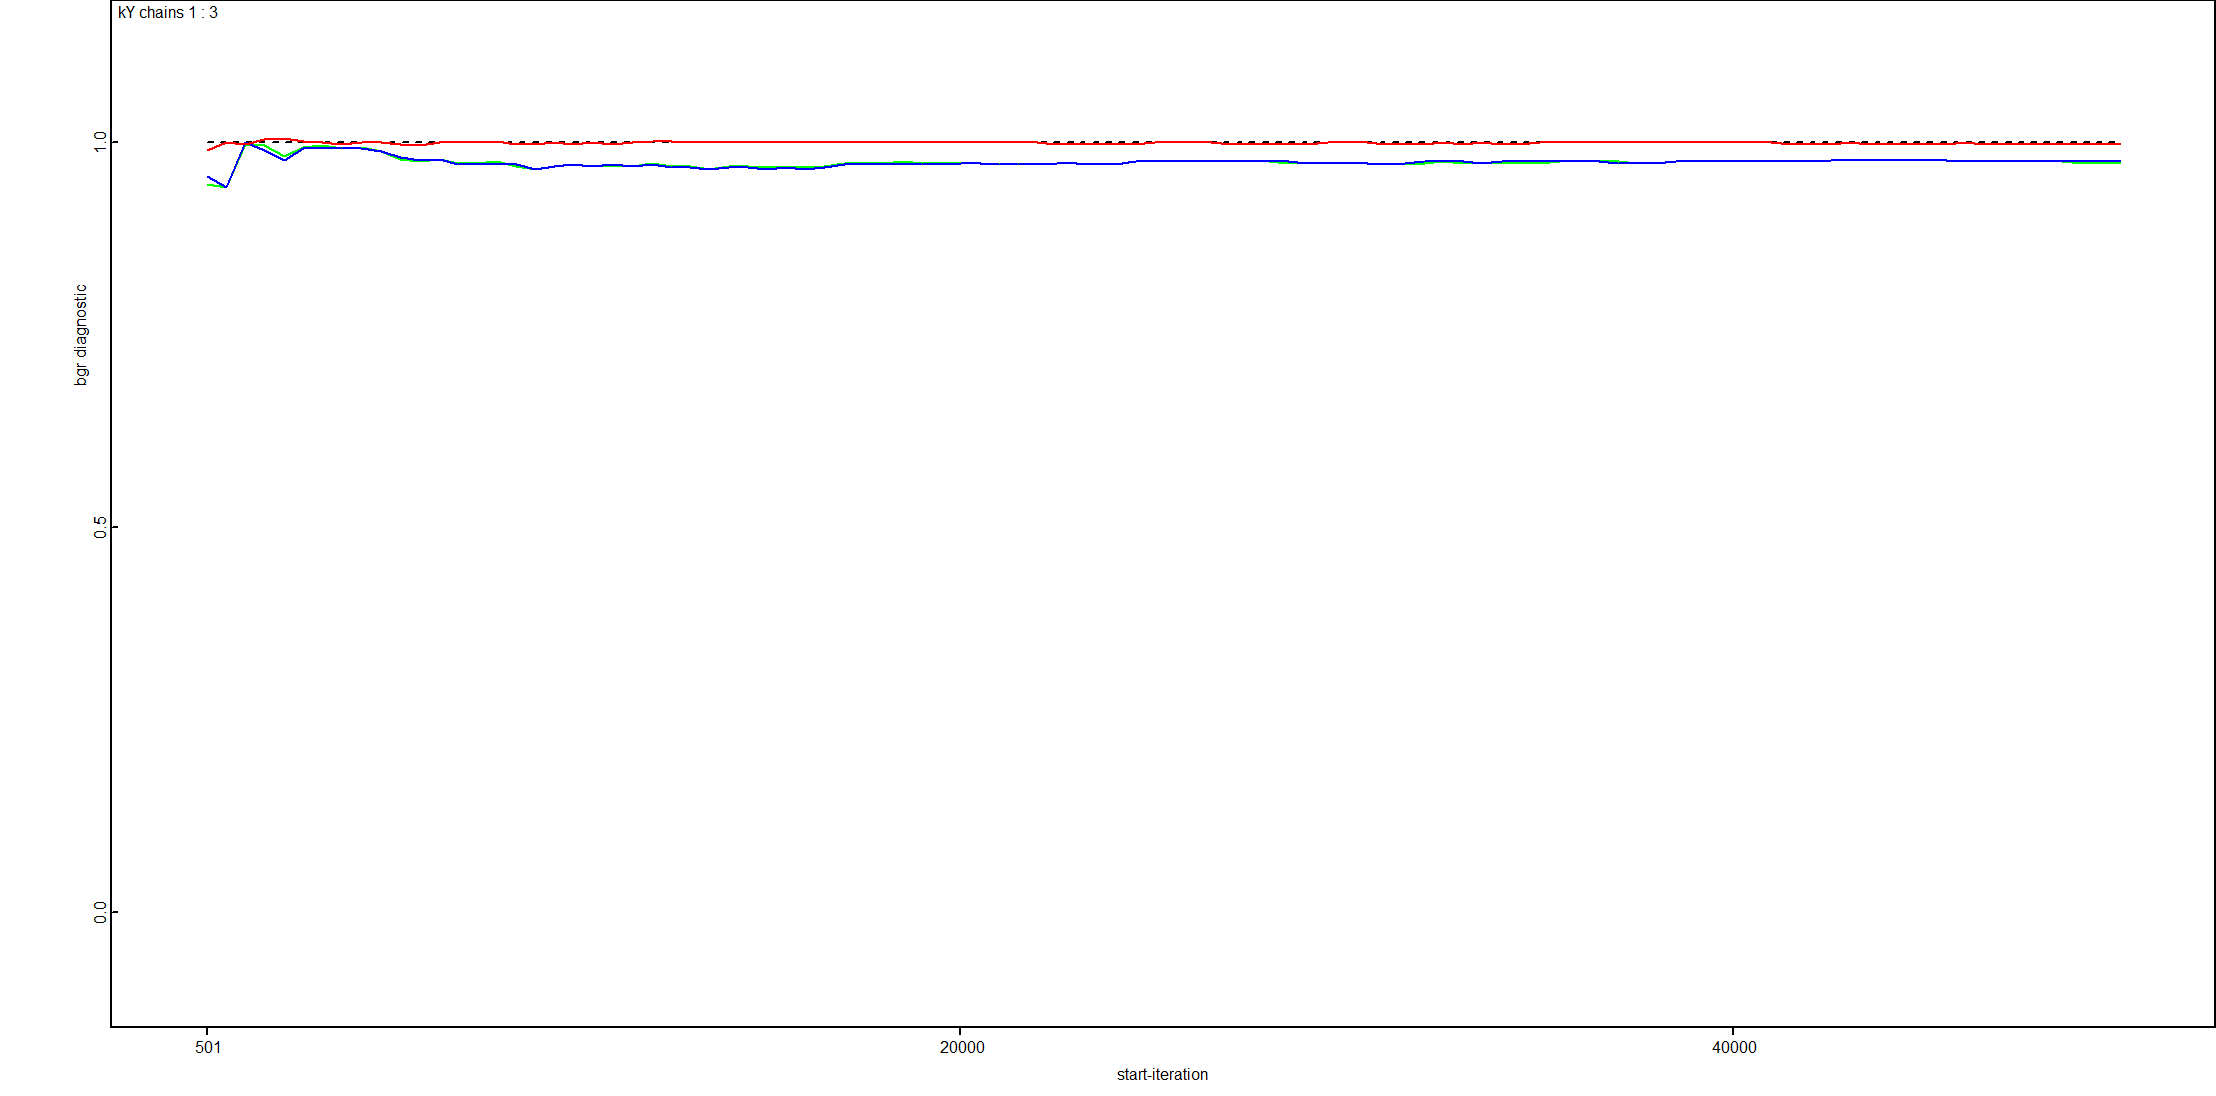 kY chains 1 : 3
1.0
bgr diagnostic
0.5
0.0
501
20000
40000
start-iteration